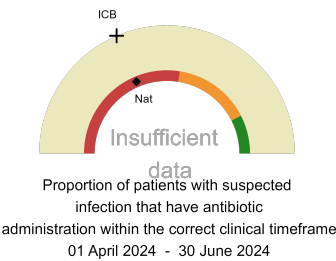 ICB
Nat
Insufficient
data
Proportion of patients with suspected
infection that have antibiotic
administration within the correct clinical timeframe
01 April 2024 - 30 June 2024